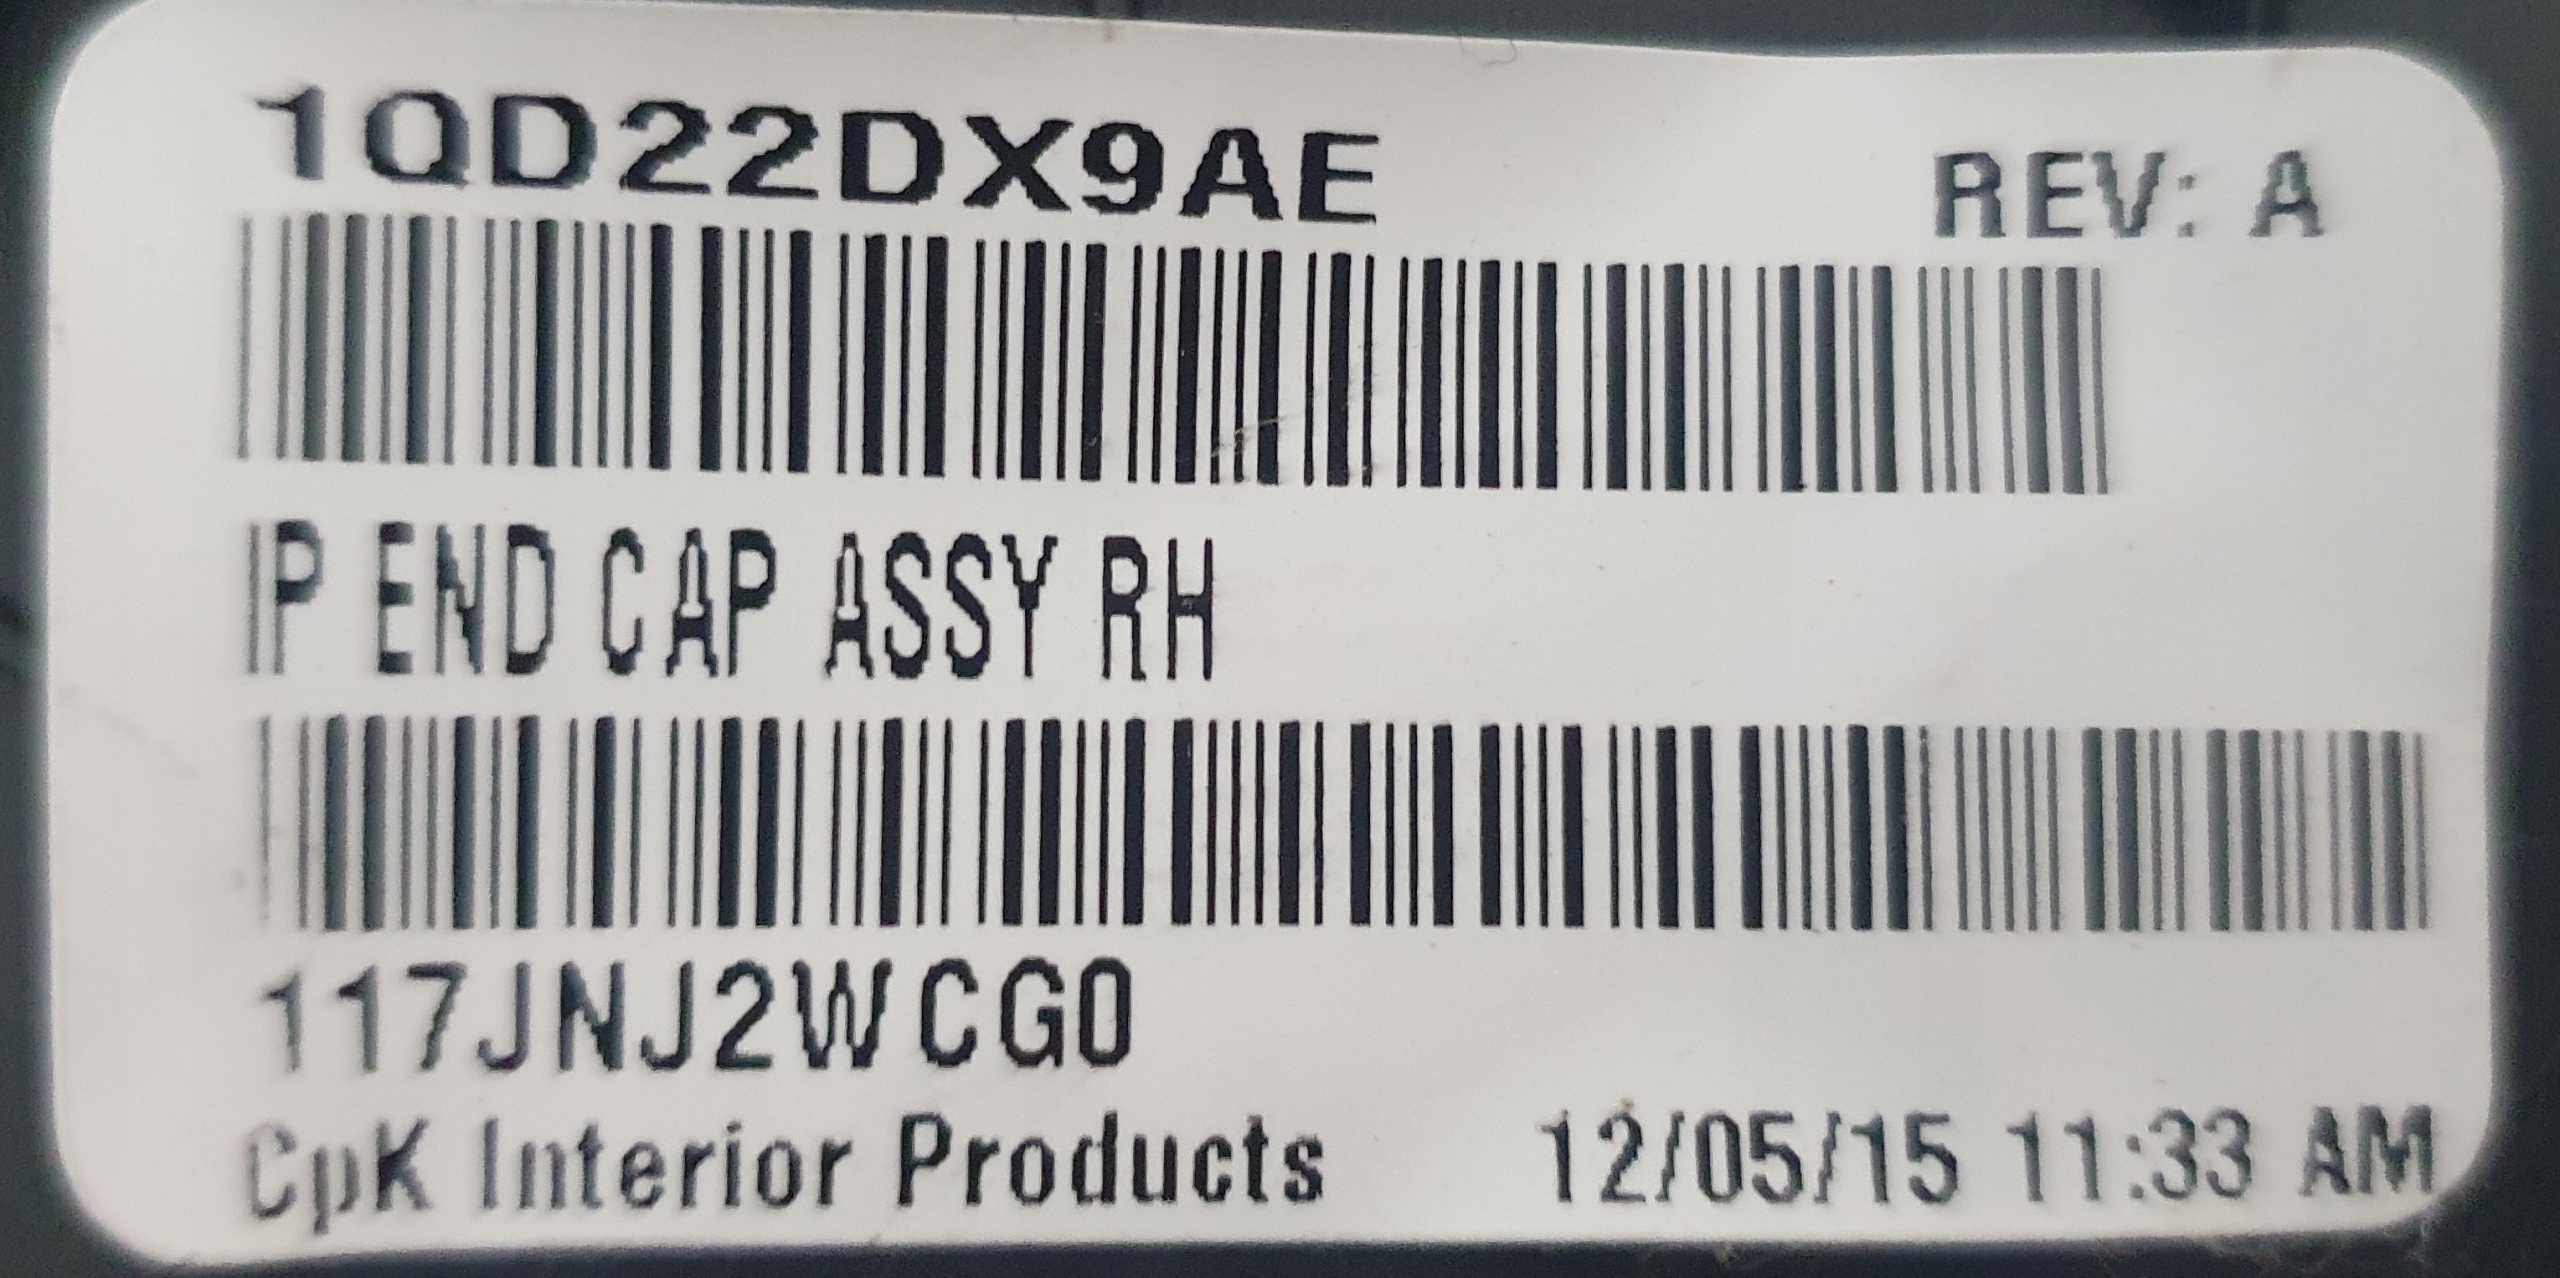 1QD22DX9AE REV: A
IP END CAP ASSY RH
117JNJ2WCG0
CpK Interior Products 12/05/15 11:33 AM